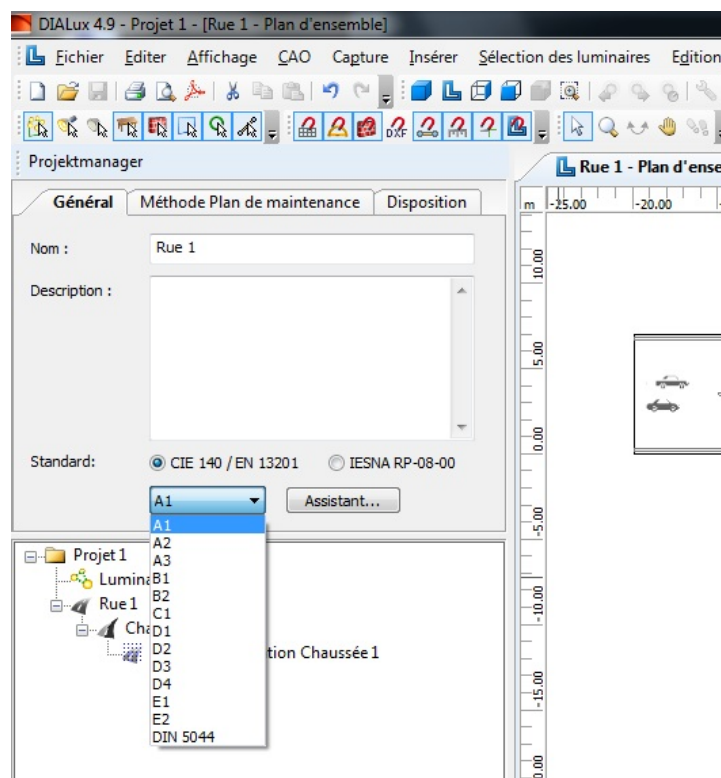 DIALux 4.9 - Projet 1 - [Rue 1 - Plan d'ensemble]
Fichier Editer Affichage CAO Capture Insérer Sélection des luminaires Edition
DXF
Projektmanager
Rue 1 - Plan d'ense
Général Méthode Plan de maintenance Disposition
m -25.00 -20.00
Nom : Rue 1
Description :
10.00
5.00
0.00
-5.00
-10.00
-15.00
Standard: CIE 140 / EN 13201 IESNA RP-08-00
A1 Assistant...
A1
A2
A3
B1
B2
C1
D1
D2
D3
D4
E1
E2
DIN 5044
Projet 1
Lumina
Rue 1
Cha
tion Chaussée 1